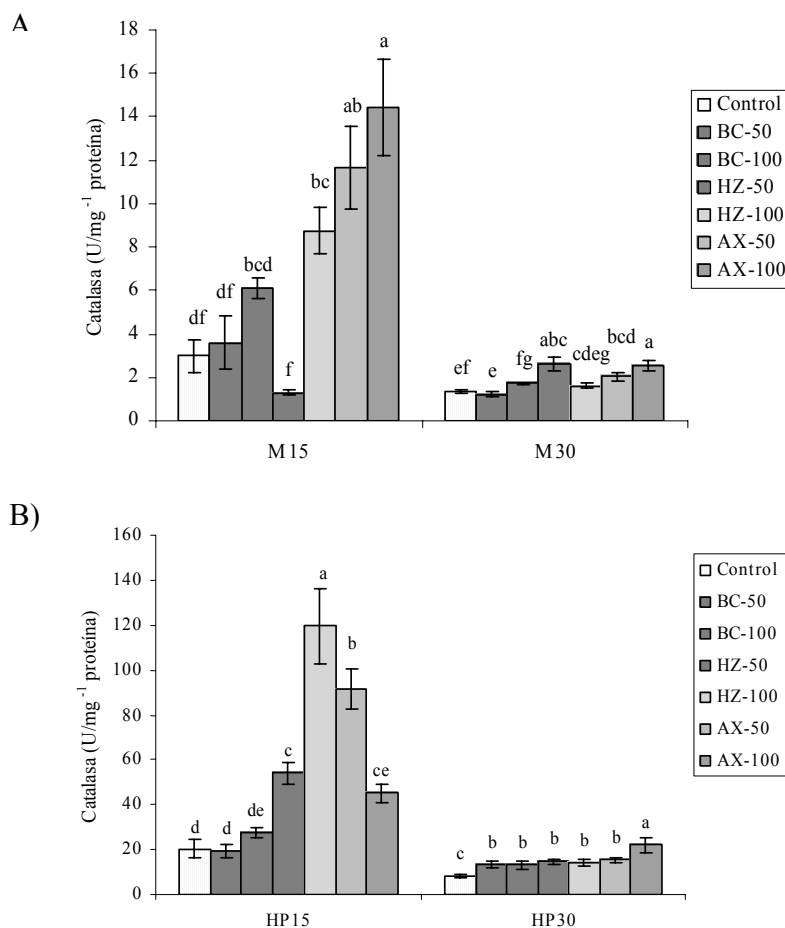 A
18
16
14
12
10
8
6
4
2
0
Catalasa (U/mg⁻¹ proteína)
df
df
bcd
f
bc
ab
a
ef
e
fg
abc
cdeg
bcd
a
M15
M30
Control
BC-50
BC-100
HZ-50
HZ-100
AX-50
AX-100
B)
160
140
120
100
80
60
40
20
0
Catalasa (U/mg⁻¹ proteína)
d
d
de
c
a
b
ce
c
b
b
b
b
b
a
HP15
HP30
Control
BC-50
BC-100
HZ-50
HZ-100
AX-50
AX-100